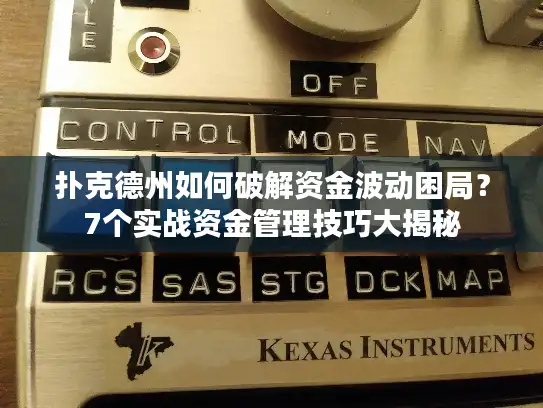 YLE
OFF
CONTROL MODE NAV
扑克德州如何破解资金波动困局？
7个实战资金管理技巧大揭秘
RCS SAS STG DCK MAP
K
KEXAS INSTRUMENTS